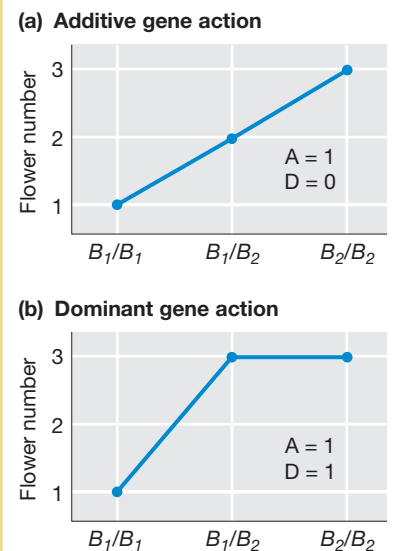 (a) Additive gene action
Flower number
3
2
1
A = 1
D = 0
B1/B1 B1/B2 B2/B2
(b) Dominant gene action
Flower number
3
2
1
A = 1
D = 1
B1/B1 B1/B2 B2/B2